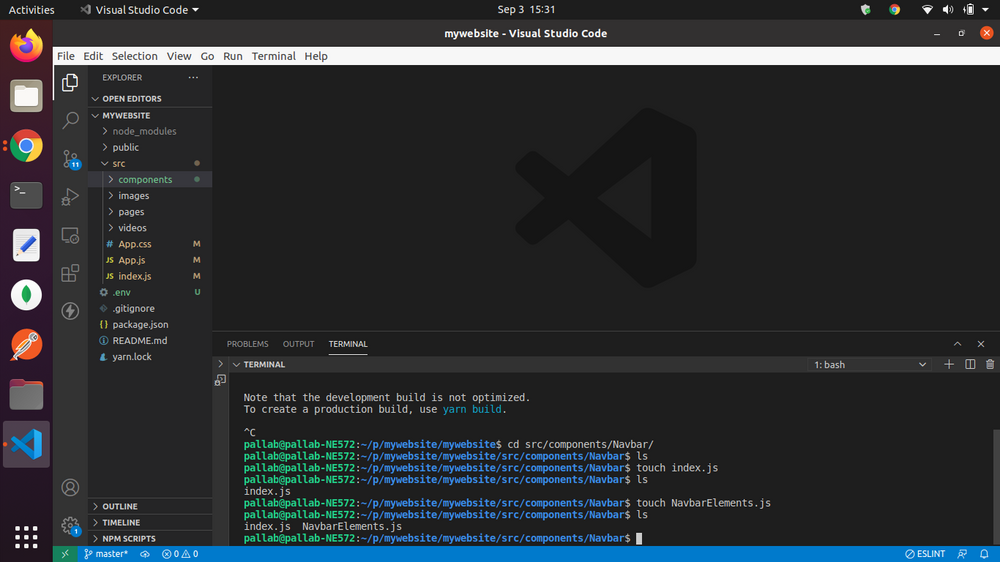 Activities
Visual Studio Code
Sep 3 15:31
mywebsite - Visual Studio Code
File Edit Selection View Go Run Terminal Help
EXPLORER
OPEN EDITORS
MYWEBSITE
node_modules
public
src
components
images
pages
videos
# App.css M
JS App.js M
JS index.js M
.env U
.gitignore
{} package.json
README.md
yarn.lock
OUTLINE
TIMELINE
NPM SCRIPTS
11
1
PROBLEMS OUTPUT TERMINAL
TERMINAL
1: bash
Note that the development build is not optimized.
To create a production build, use yarn build.
^C
pallab@pallab-NE572:~/p/mywebsite/mywebsite$ cd src/components/Navbar/
pallab@pallab-NE572:~/p/mywebsite/mywebsite/src/components/Navbar$ ls
pallab@pallab-NE572:~/p/mywebsite/mywebsite/src/components/Navbar$ touch index.js
pallab@pallab-NE572:~/p/mywebsite/mywebsite/src/components/Navbar$ ls
index.js
pallab@pallab-NE572:~/p/mywebsite/mywebsite/src/components/Navbar$ touch NavbarElements.js
pallab@pallab-NE572:~/p/mywebsite/mywebsite/src/components/Navbar$ ls
index.js NavbarElements.js
pallab@pallab-NE572:~/p/mywebsite/mywebsite/src/components/Navbar$
master* 0 0
ESLINT